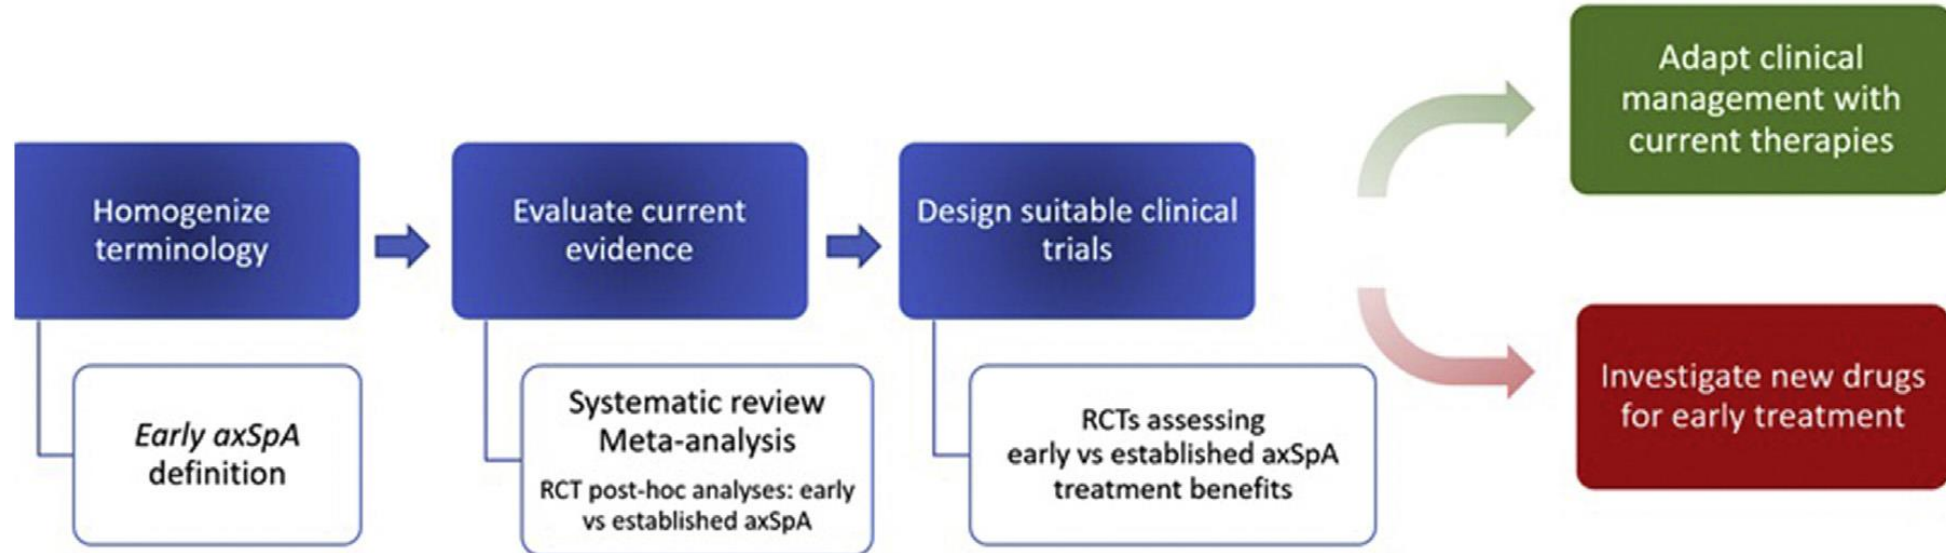 Homogenize
terminology
Early axSpA
definition
Evaluate current
evidence
Systematic review
Meta-analysis
RCT post-hoc analyses: early
vs established axSpA
Design suitable clinical
trials
RCTs assessing
early vs established axSpA
treatment benefits
Adapt clinical
management with
current therapies
Investigate new drugs
for early treatment